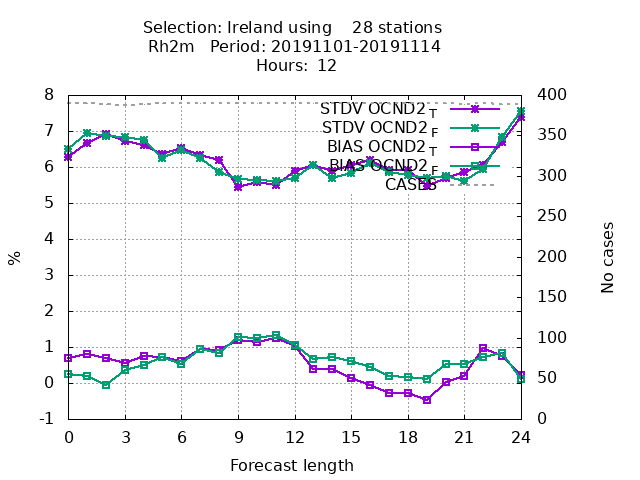 Selection: Ireland using    28 stations
Rh2m   Period: 20191101-20191114
Hours: 12
8 400
STDV OCND2 T
7 350
STDV OCND2 F
BIAS OCND2 T
6 300
BIAS OCND2 F
CASES
5 250
4 200
%
No cases
3 150
2 100
1 50
0
-1 0
0 3 6 9 12 15 18 21 24
Forecast length